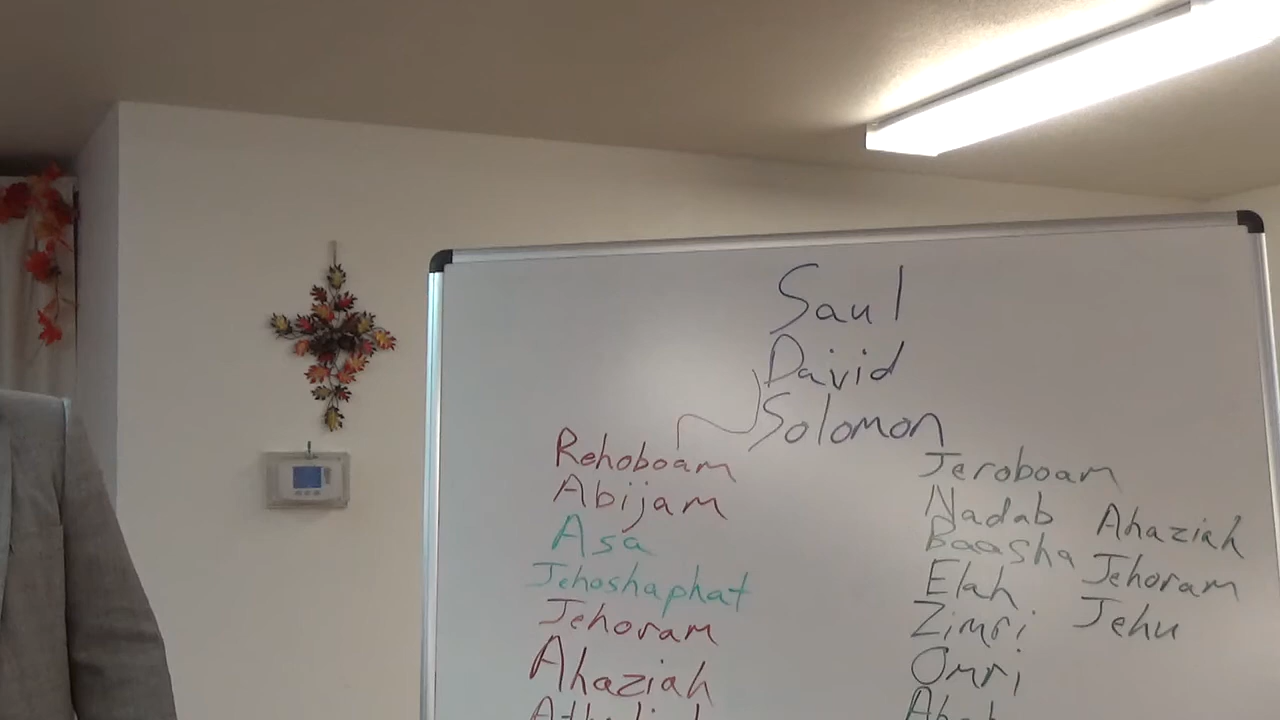 Saul
David
Solomon
Rehoboam
Abijam
Asa
Jehoshaphat
Jehoram
Ahaziah
Jeroboam
Nadab
Baasha
Elah
Zimri
Omri
Ahaziah
Jehoram
Jehu